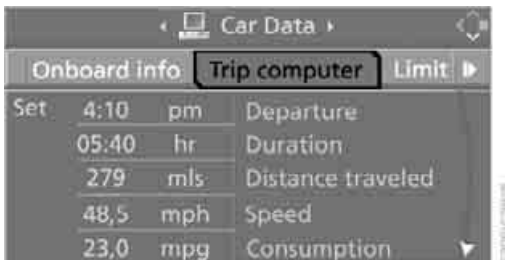 Car Data
Onboard info Trip computer Limit
Set 4:10 pm Departure
05:40 hr Duration
279 mls Distance traveled
48,5 mph Speed
23,0 mpg Consumption